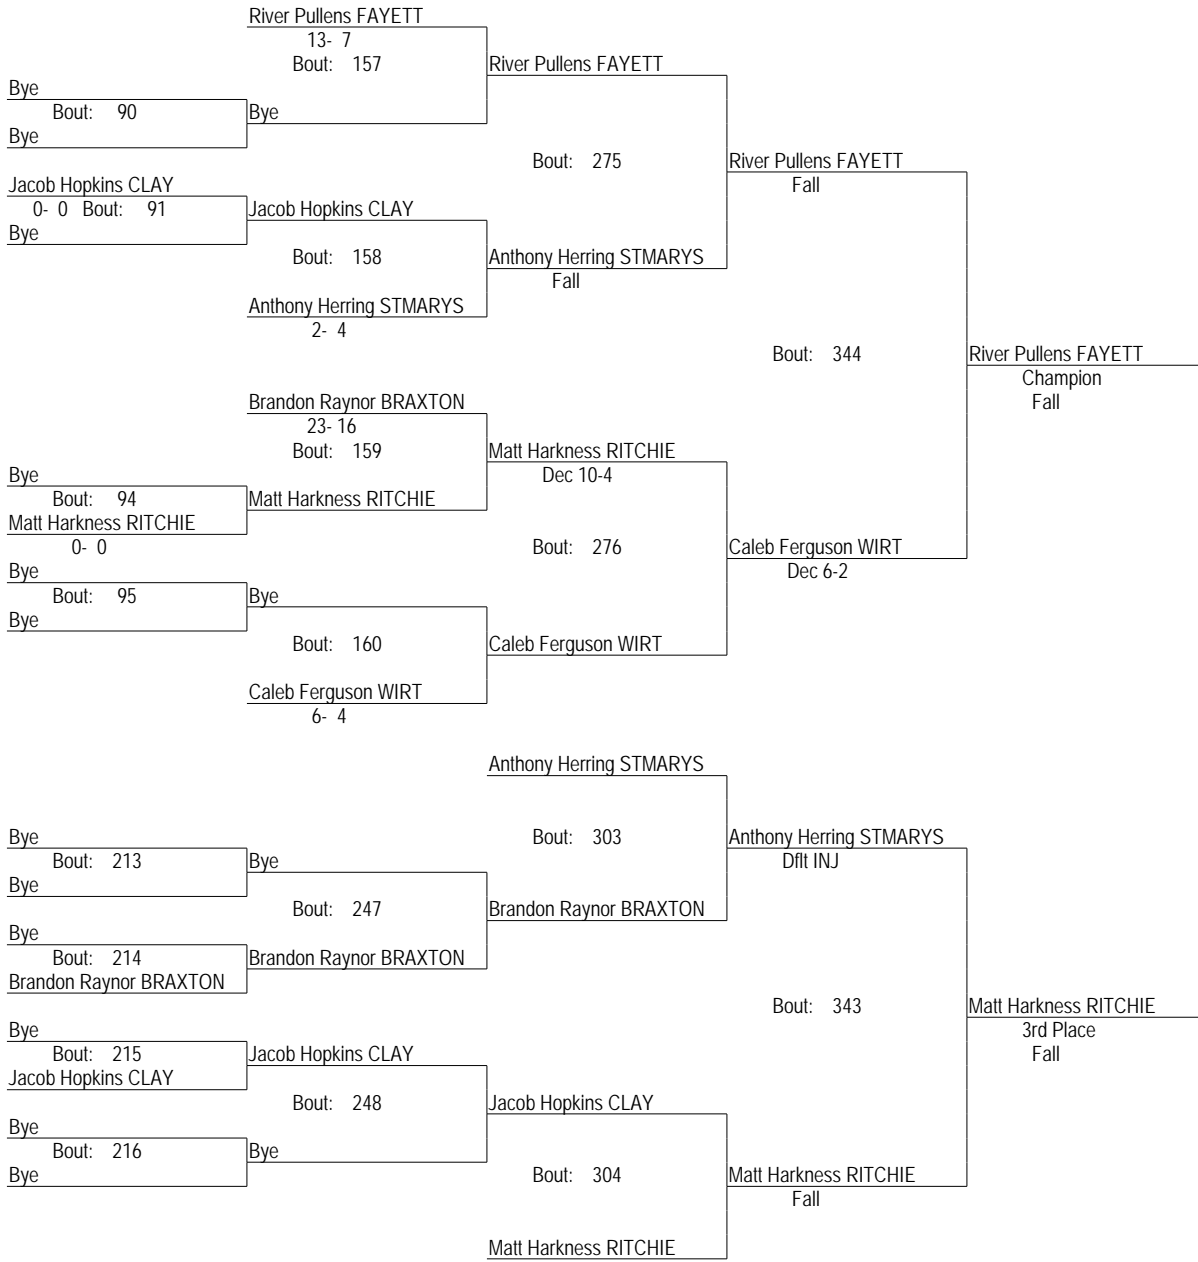 River Pullens FAYETT
13- 7
Bout: 157
River Pullens FAYETT
Bye
Bout: 90
Bye
Bye
Bout: 275
River Pullens FAYETT
Fall
Jacob Hopkins CLAY
0- 0 Bout: 91
Jacob Hopkins CLAY
Bye
Bout: 158
Anthony Herring STMARYS
Fall
Anthony Herring STMARYS
2- 4
Bout: 344
River Pullens FAYETT
Champion
Fall
Brandon Raynor BRAXTON
23- 16
Bout: 159
Matt Harkness RITCHIE
Dec 10-4
Bye
Bout: 94
Matt Harkness RITCHIE
Matt Harkness RITCHIE
0- 0
Bout: 276
Caleb Ferguson WIRT
Dec 6-2
Bye
Bout: 95
Bye
Bye
Bout: 160
Caleb Ferguson WIRT
Caleb Ferguson WIRT
6- 4
Anthony Herring STMARYS
Bout: 303
Anthony Herring STMARYS
Dflt INJ
Bye
Bout: 213
Bye
Bye
Bout: 247
Brandon Raynor BRAXTON
Bye
Bout: 214
Brandon Raynor BRAXTON
Brandon Raynor BRAXTON
Bout: 343
Matt Harkness RITCHIE
3rd Place
Fall
Bye
Bout: 215
Jacob Hopkins CLAY
Jacob Hopkins CLAY
Bout: 248
Jacob Hopkins CLAY
Bye
Bout: 216
Bye
Bye
Bout: 304
Matt Harkness RITCHIE
Fall
Matt Harkness RITCHIE